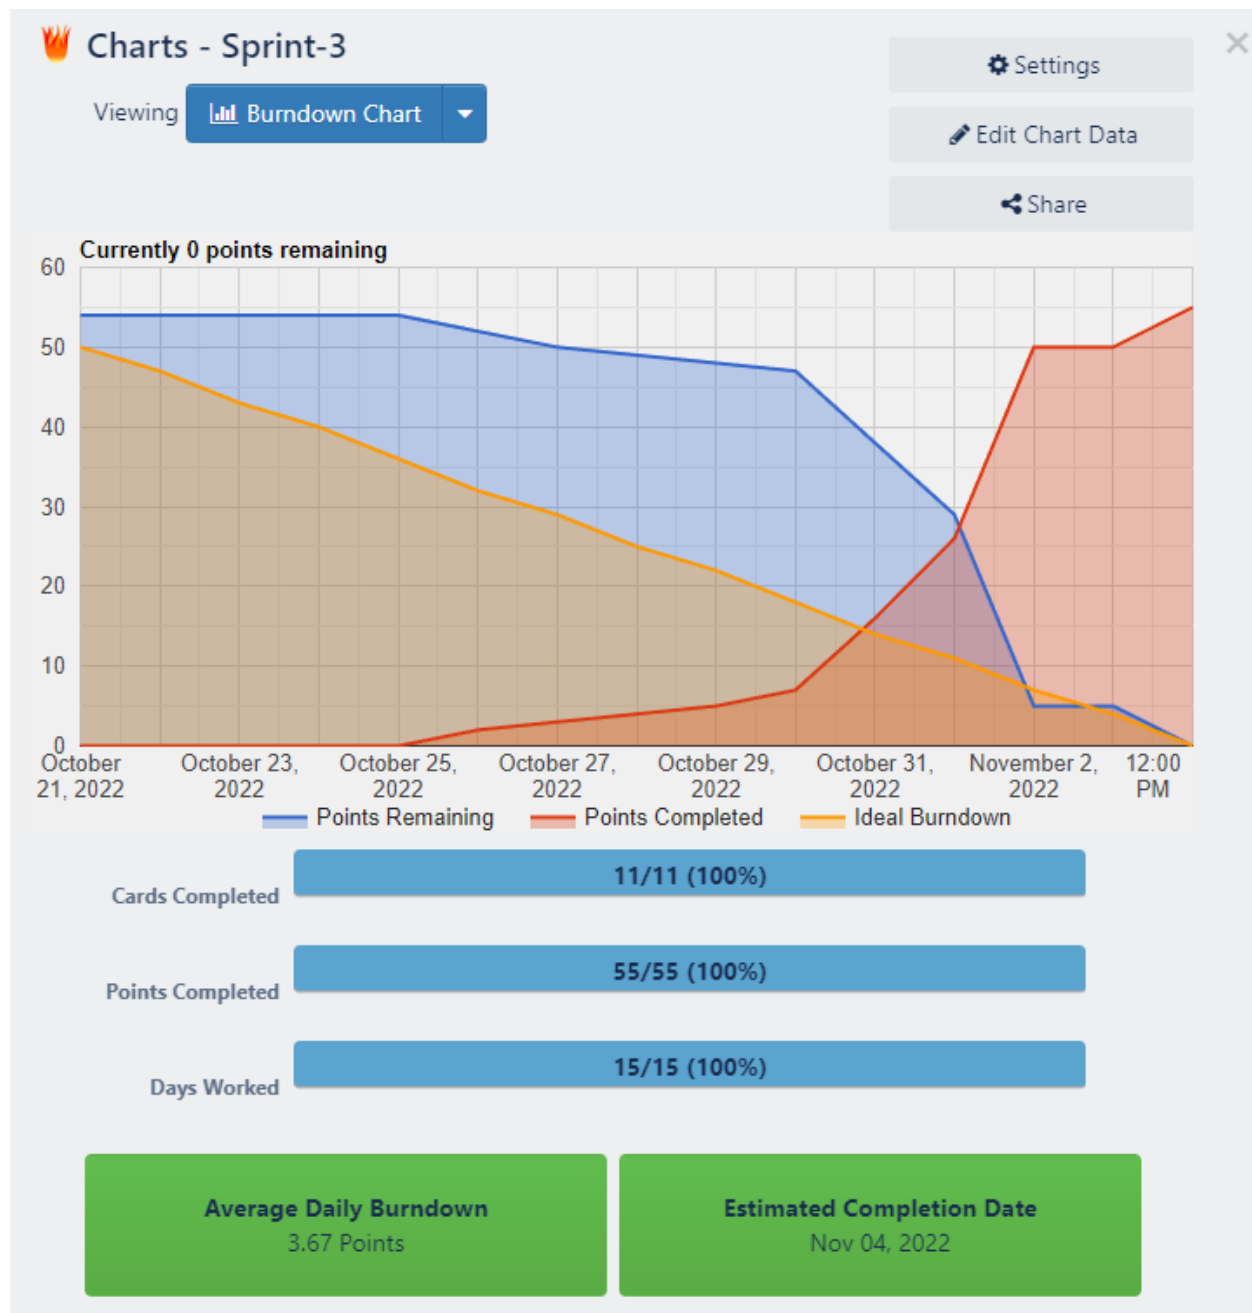 Charts - Sprint-3
Settings
Viewing
Burndown Chart
Edit Chart Data
Share
Currently 0 points remaining
60
50
40
30
20
10
0
October 21, 2022
October 23, 2022
October 25, 2022
October 27, 2022
October 29, 2022
October 31, 2022
November 2, 2022
12:00 PM
Points Remaining
Points Completed
Ideal Burndown
11/11 (100%)
Cards Completed
55/55 (100%)
Points Completed
15/15 (100%)
Days Worked
Average Daily Burndown
3.67 Points
Estimated Completion Date
Nov 04, 2022